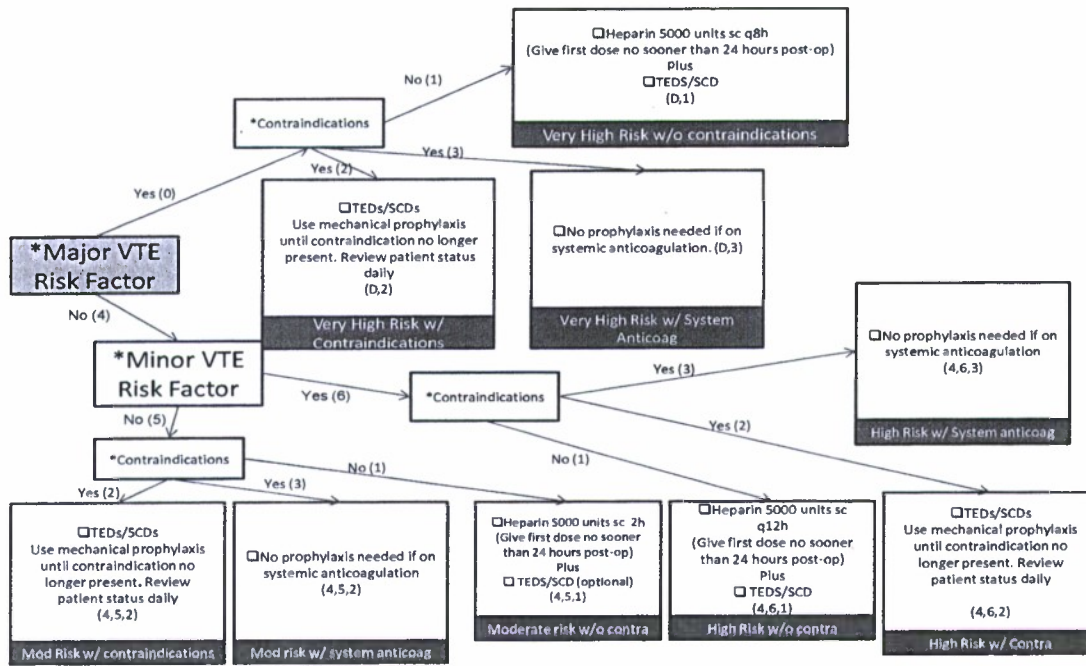 ❑Heparin 5000 units sc q8h
(Give first dose no sooner than 24 hours post-op)
Plus
❑TEDS/SCD
(D,1)
Very High Risk w/o contraindications
No (1)
*Contraindications
Yes (3)
Yes (2)
Yes (0)
❑TEDs/SCDs
Use mechanical prophylaxis
until contraindication no longer
present. Review patient status
daily
(D,2)
Very High Risk w/
Contraindications
❑No prophylaxis needed if on
systemic anticoagulation. (D,3)
Very High Risk w/ System
Anticoag
*Major VTE
Risk Factor
No (4)
*Minor VTE
Risk Factor
Yes (6)
*Contraindications
Yes (3)
❑No prophylaxis needed if on
systemic anticoagulation
(4,6,3)
High Risk w/ System anticoag
Yes (2)
No (1)
No (5)
*Contraindications
No (1)
Yes (2)
Yes (3)
❑TEDs/SCDs
Use mechanical prophylaxis
until contraindication no
longer present. Review
patient status daily
(4,5,2)
Mod Risk w/ contraindications
❑No prophylaxis needed if on
systemic anticoagulation
(4,5,2)
Mod risk w/ system anticoag
❑Heparin 5000 units sc 2h
(Give first dose no sooner
than 24 hours post-op)
Plus
❑ TEDS/SCD (optional)
(4,5,1)
Moderate risk w/o contra
❑Heparin 5000 units sc
q12h
(Give first dose no sooner
than 24 hours post-op)
Plus
❑ TEDS/SCD
(4,6,1)
High Risk w/o contra
❑TEDs/SCDs
Use mechanical prophylaxis
until contraindication no
longer present. Review
patient status daily
(4,6,2)
High Risk w/ Contra